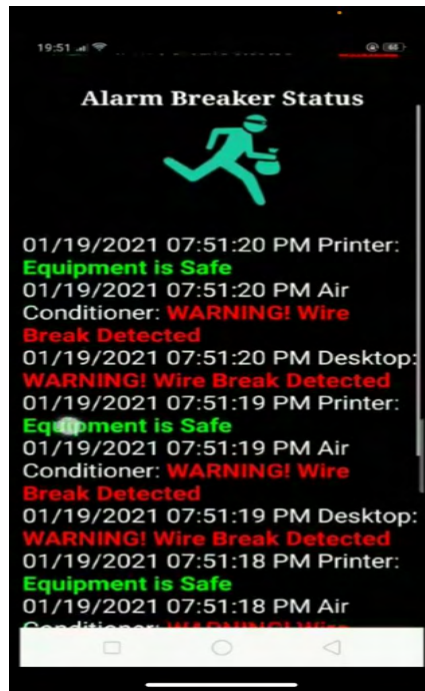 19:51
Alarm Breaker Status
01/19/2021 07:51:20 PM Printer:
Equipment is Safe
01/19/2021 07:51:20 PM Air
Conditioner: WARNING! Wire
Break Detected
01/19/2021 07:51:20 PM Desktop:
WARNING! Wire Break Detected
01/19/2021 07:51:19 PM Printer:
Equipment is Safe
01/19/2021 07:51:19 PM Air
Conditioner: WARNING! Wire
Break Detected
01/19/2021 07:51:19 PM Desktop:
WARNING! Wire Break Detected
01/19/2021 07:51:18 PM Printer:
Equipment is Safe
01/19/2021 07:51:18 PM Air
Conditioner: WARNING! Wire